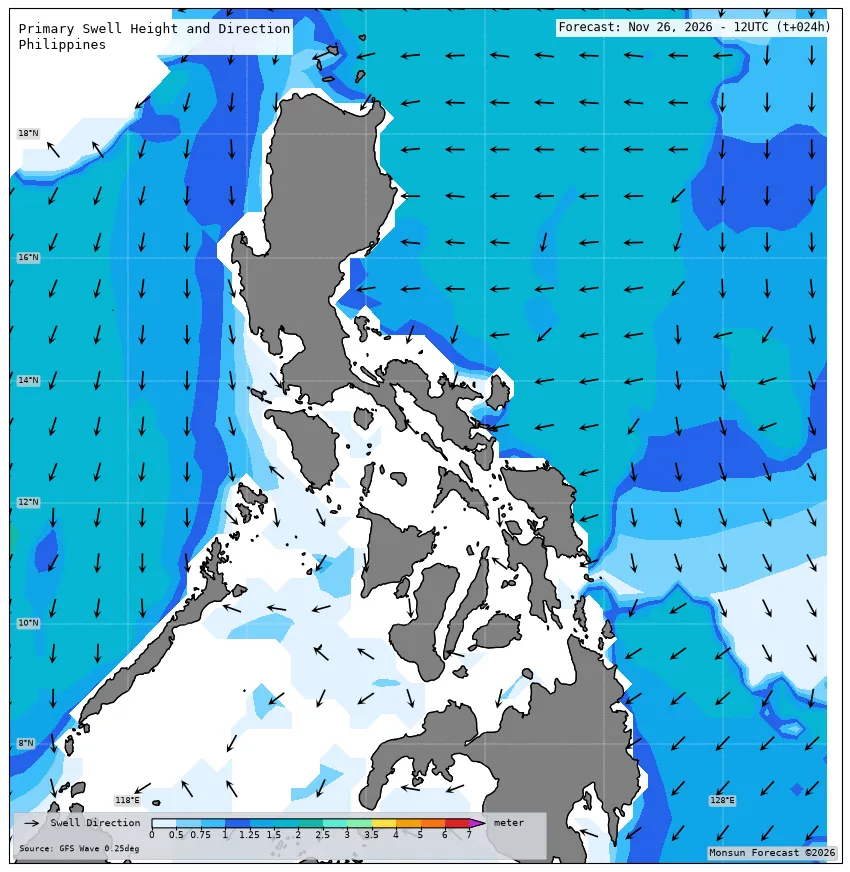 Primary Swell Height and Direction
Philippines
Forecast: Nov 26, 2026 - 12UTC (t+024h)
18°N
16°N
14°N
12°N
10°N
8°N
118°E
128°E
Swell Direction
0 0.5 0.75 1 1.25 1.5 2 2.5 3 3.5 4 5 6 7
meter
Source: GFS Wave 0.25deg
Monsun Forecast ©2026